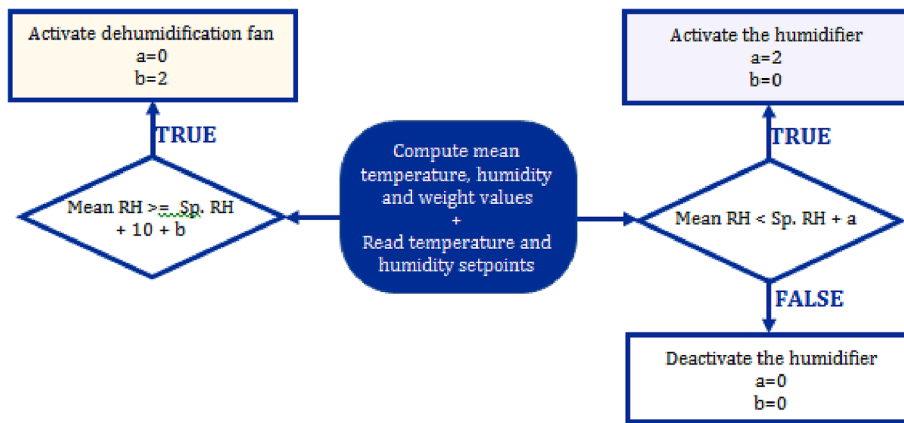 Activate dehumidification fan
a=0
b=2
Activate the humidifier
a=2
b=0
TRUE
TRUE
Compute mean
temperature, humidity
and weight values
+
Read temperature and
humidity setpoints
Mean RH >= Sp. RH
+ 10 + b
Mean RH < Sp. RH + a
FALSE
Deactivate the humidifier
a=0
b=0